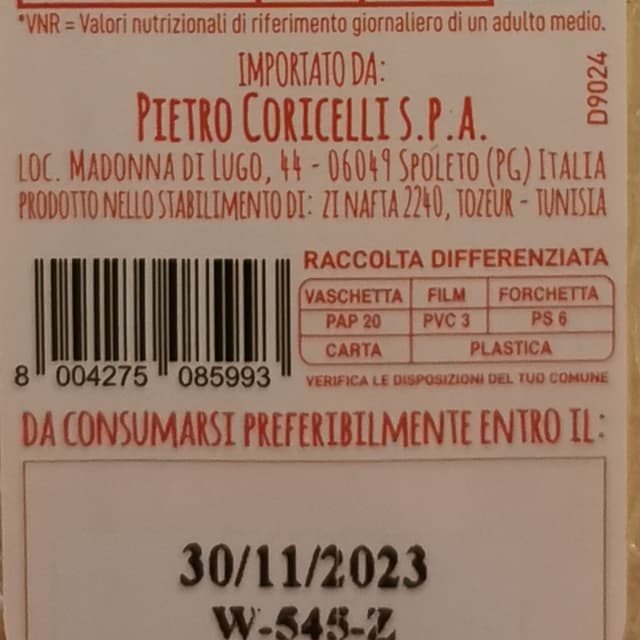 *VNR = Valori nutrizionali di riferimento giornaliero di un adulto medio.
IMPORTATO DA:
PIETRO CORICELLI S.P.A.
LOC. MADONNA DI LUGO, 44 - 06049 SPOLETO (PG) ITALIA
PRODOTTO NELLO STABILIMENTO DI: ZI NAFTA 2240, TOZEUR - TUNISIA
D9024
RACCOLTA DIFFERENZIATA
VASCHETTA FILM FORCHETTA
PAP 20 PVC 3 PS 6
CARTA PLASTICA
VERIFICA LE DISPOSIZIONI DEL TUO COMUNE
8 004275 085993
DA CONSUMARSI PREFERIBILMENTE ENTRO IL:
30/11/2023
W-545-Z